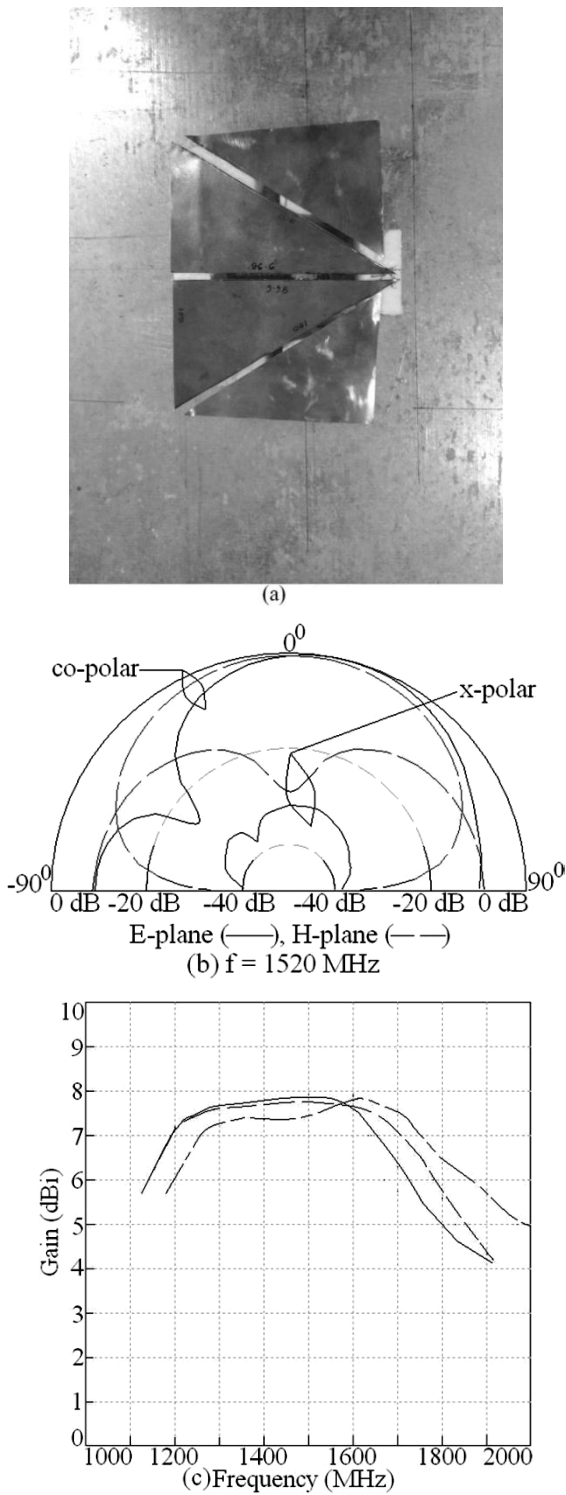 (a)
0⁰
co-polar
x-polar
-90⁰
90⁰
0 dB -20 dB -40 dB -40 dB -20 dB 0 dB
E-plane (——), H-plane (— —)
(b) f = 1520 MHz
10
9
8
7
6
5
4
3
2
1
0
Gain (dBi)
1000 1200 1400 1600 1800 2000
(c)Frequency (MHz)